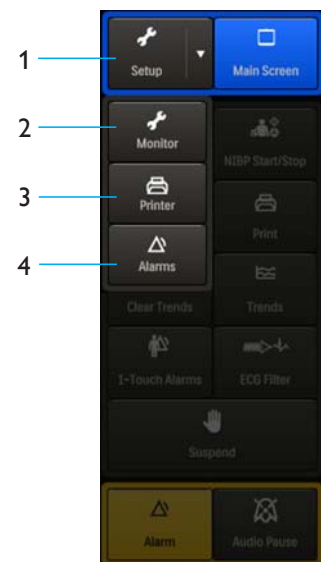 1
Setup
Main Screen
2
Monitor
NIBP Start/Stop
3
Printer
Print
4
Alarms
Clear Trends
Trends
1-Touch Alarms
ECG Filter
Suspend
Alarm
Audio Pause